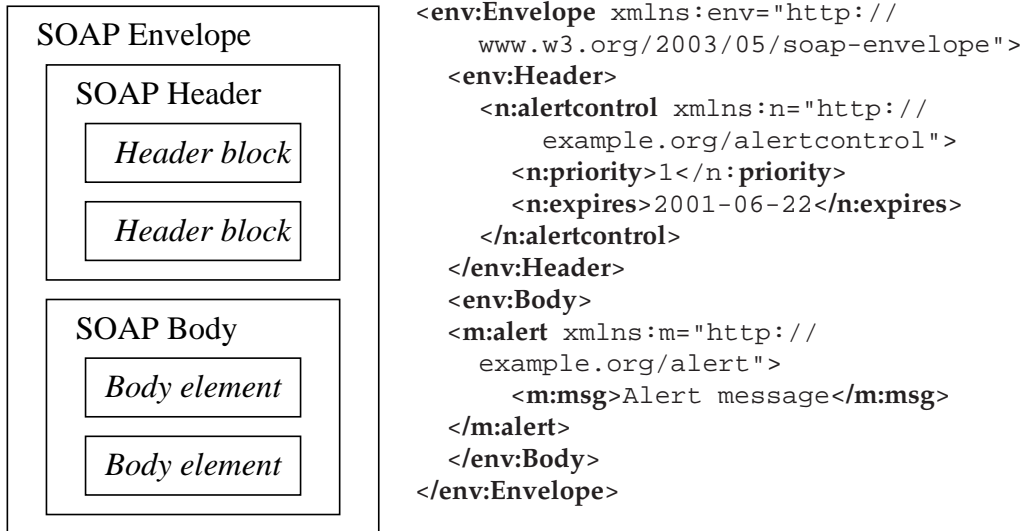 SOAP Envelope
SOAP Header
Header block
Header block
SOAP Body
Body element
Body element
<env:Envelope xmlns:env="http://
www.w3.org/2003/05/soap-envelope">
<env:Header>
<n:alertcontrol xmlns:n="http://
example.org/alertcontrol">
<n:priority>1</n:priority>
<n:expires>2001-06-22</n:expires>
</n:alertcontrol>
</env:Header>
<env:Body>
<m:alert xmlns:m="http://
example.org/alert">
<m:msg>Alert message</m:msg>
</m:alert>
</env:Body>
</env:Envelope>